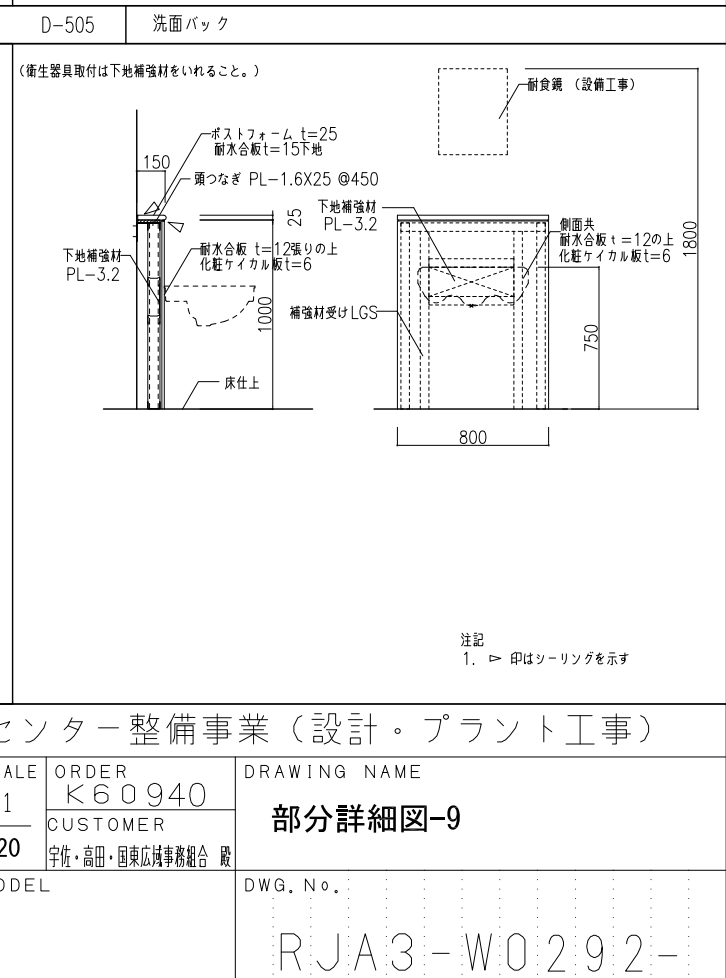 D-505
洗面バック
(衛生器具取付は下地補強材をいれること。)
耐食鏡 (設備工事)
ポストフォーム t=25
耐水合板t=15下地
150
頭つなぎ PL-1.6X25 @450
25
下地補強材
PL-3.2
側面共
耐水合板t=12の上
化粧ケイカル板t=6
1800
下地補強材
PL-3.2
耐水合板 t=12張りの上
化粧ケイカル板t=6
1000
補強材受けLGS
750
床仕上
800
注記
1. ▷ 印はシーリングを示す
センター整備事業(設計・プラント工事)
ALE
1
20
ORDER
K60940
CUSTOMER
宇佐・高田・国東広域事務組合 殿
DRAWING NAME
部分詳細図-9
ODEL
DWG. No.
RJA3-W0292-